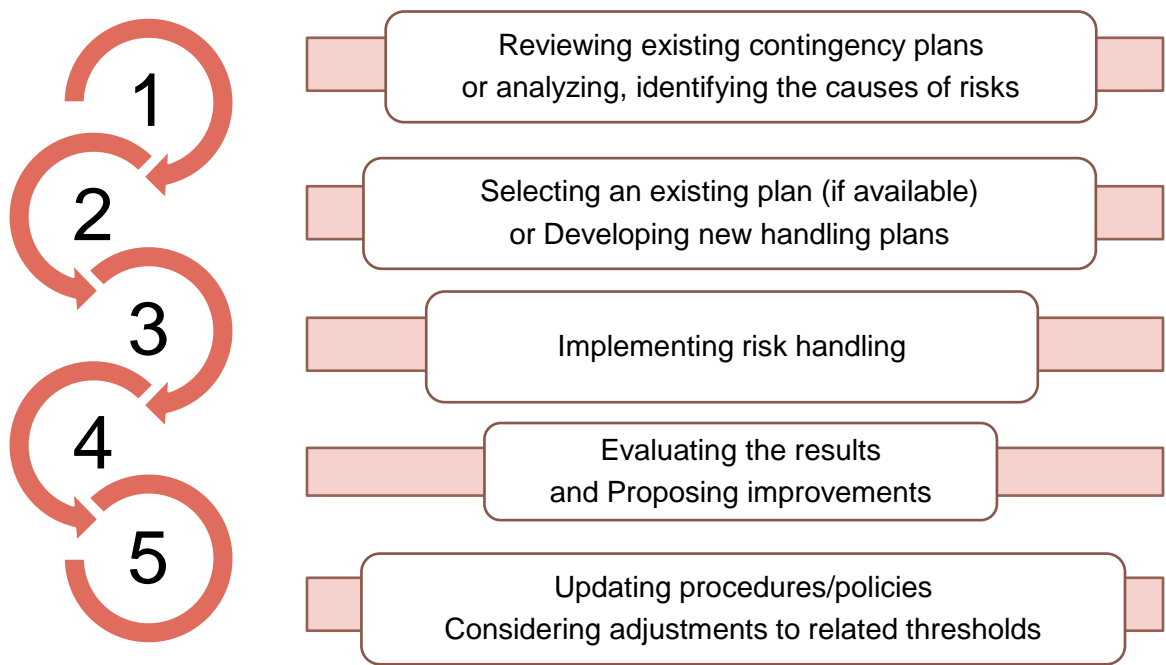 1
Reviewing existing contingency plans
or analyzing, identifying the causes of risks
2
Selecting an existing plan (if available)
or Developing new handling plans
3
Implementing risk handling
4
Evaluating the results
and Proposing improvements
5
Updating procedures/policies
Considering adjustments to related thresholds